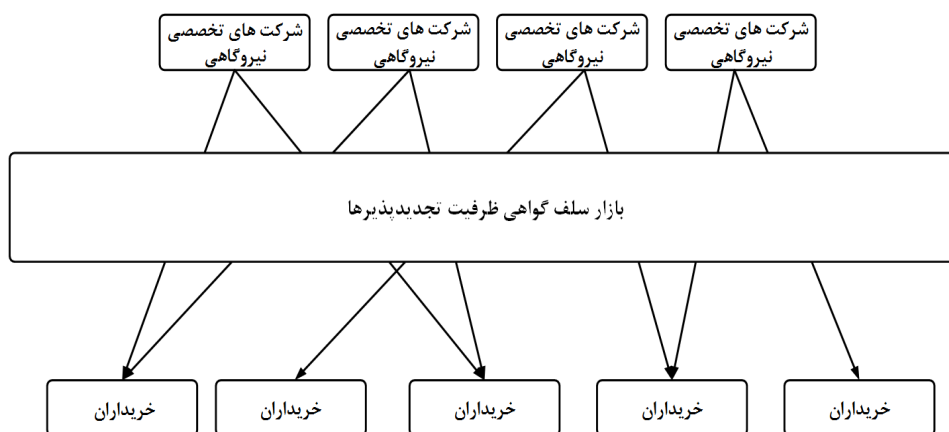 شرکت های تخصصی
نیروگاهی
شرکت های تخصصی
نیروگاهی
شرکت های تخصصی
نیروگاهی
شرکت های تخصصی
نیروگاهی
بازار سلف گواهی ظرفیت تجدیدپذیرها
خریداران
خریداران
خریداران
خریداران
خریداران